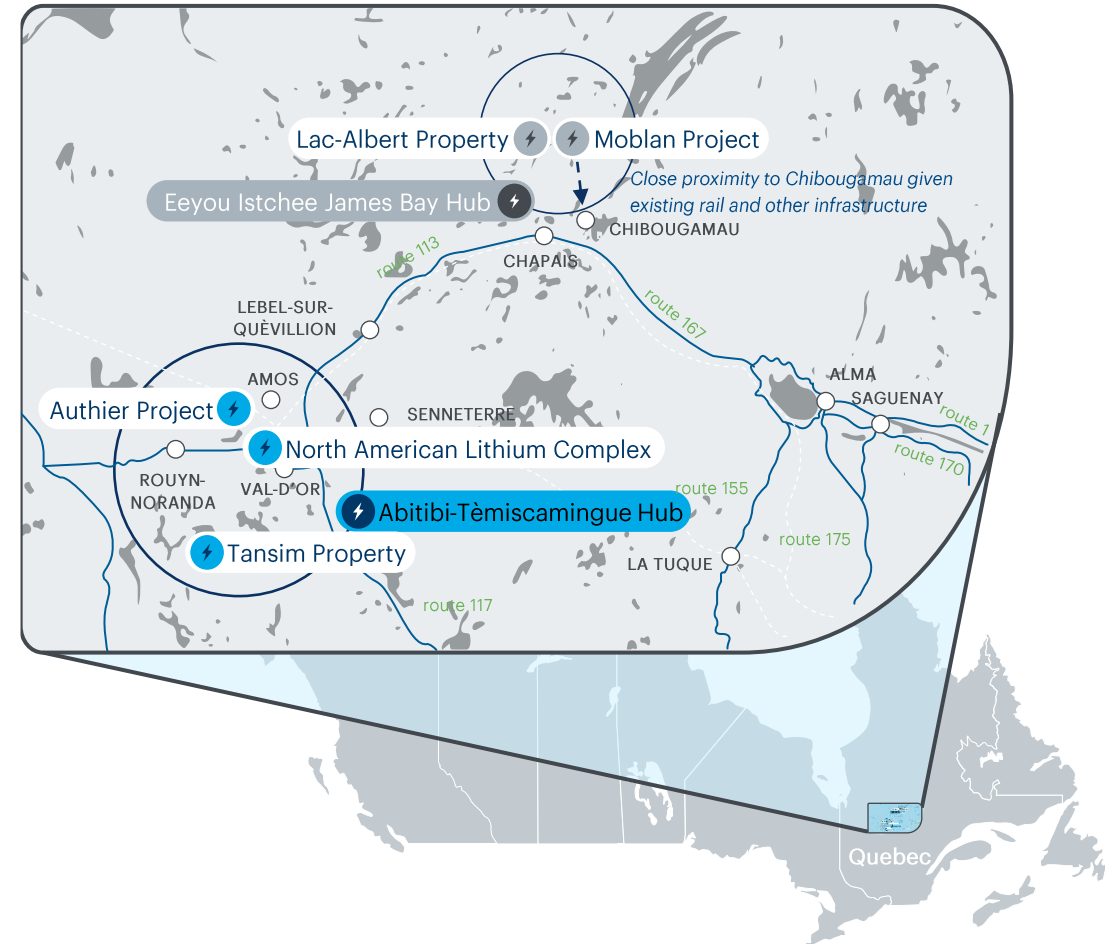 Lac-Albert Property
Moblan Project
Close proximity to Chibougamau given
existing rail and other infrastructure
Eeyou Istchee James Bay Hub
CHIBOUGAMAU
CHAPAIS
route 113
route 167
LEBEL-SUR-
QUÈVILLION
AMOS
Authier Project
SENNETERRE
ALMA
SAGUENAY
route 1
route 170
North American Lithium Complex
ROUYN-
NORANDA
VAL-D'OR
route 155
Abitibi-Tèmiscamingue Hub
Tansim Property
route 175
LA TUQUE
route 117
Quebec